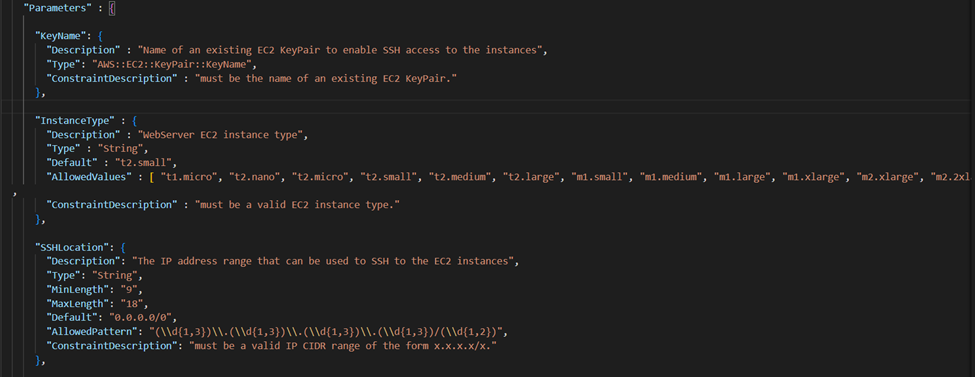 "Parameters" : {
"KeyName": {
"Description" : "Name of an existing EC2 KeyPair to enable SSH access to the instances",
"Type": "AWS::EC2::KeyPair::KeyName",
"ConstraintDescription" : "must be the name of an existing EC2 KeyPair."
},
"InstanceType" : {
"Description" : "WebServer EC2 instance type",
"Type" : "String",
"Default" : "t2.small",
"AllowedValues" : [ "t1.micro", "t2.nano", "t2.micro", "t2.small", "t2.medium", "t2.large", "m1.small", "m1.medium", "m1.large", "m1.xlarge", "m2.xlarge", "m2.2xl
,
"ConstraintDescription" : "must be a valid EC2 instance type."
},
"SSHLocation": {
"Description": "The IP address range that can be used to SSH to the EC2 instances",
"Type": "String",
"MinLength": "9",
"MaxLength": "18",
"Default": "0.0.0.0/0",
"AllowedPattern": "(\\d{1,3})\\.(\\d{1,3})\\.(\\d{1,3})\\.(\\d{1,3})/(\\d{1,2})",
"ConstraintDescription": "must be a valid IP CIDR range of the form x.x.x.x/x."
},